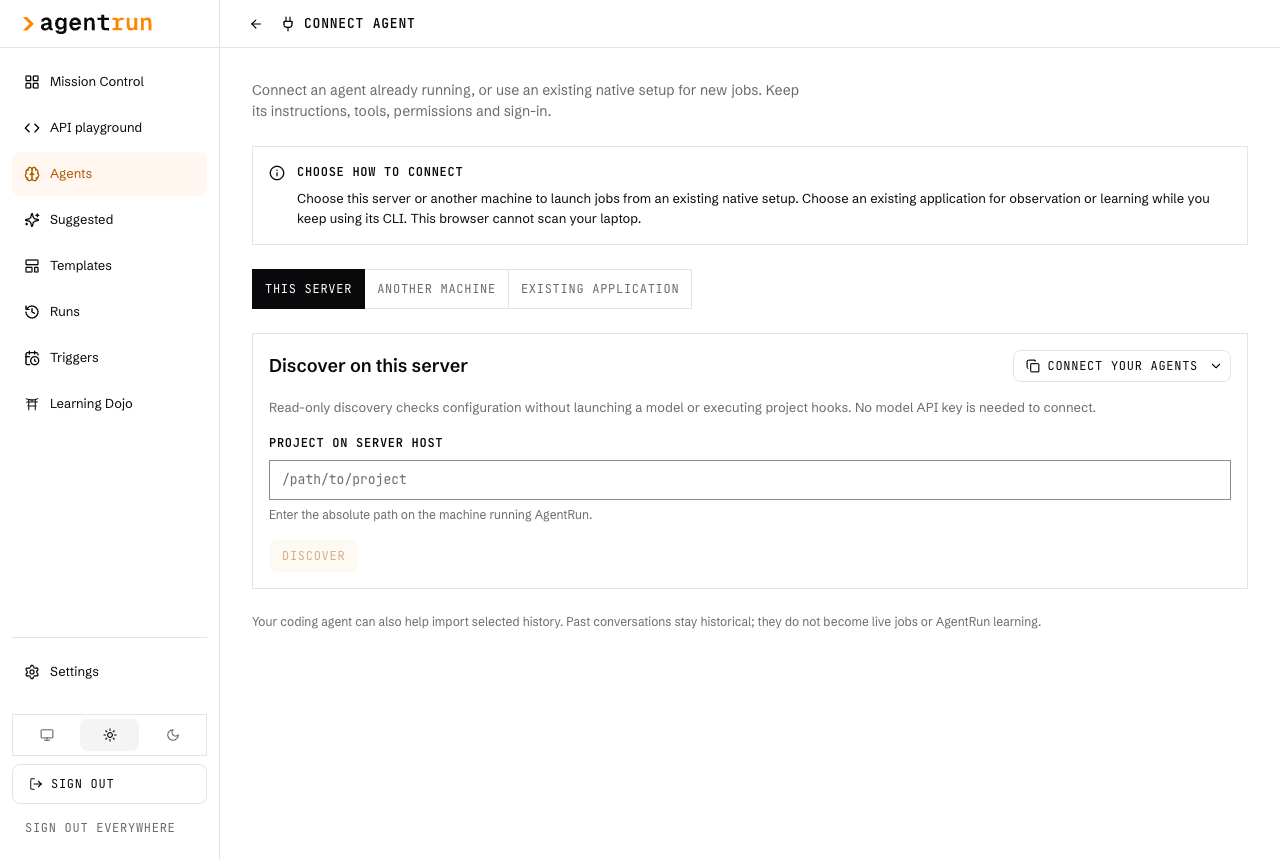 agentrun
CONNECT AGENT
Mission Control
API playground
Agents
Suggested
Templates
Runs
Triggers
Learning Dojo
Settings
SIGN OUT
SIGN OUT EVERYWHERE
Connect an agent already running, or use an existing native setup for new jobs. Keep
its instructions, tools, permissions and sign-in.
CHOOSE HOW TO CONNECT
Choose this server or another machine to launch jobs from an existing native setup. Choose an existing application for observation or learning while you
keep using its CLI. This browser cannot scan your laptop.
THIS SERVER
ANOTHER MACHINE
EXISTING APPLICATION
Discover on this server
CONNECT YOUR AGENTS
Read-only discovery checks configuration without launching a model or executing project hooks. No model API key is needed to connect.
PROJECT ON SERVER HOST
/path/to/project
Enter the absolute path on the machine running AgentRun.
DISCOVER
Your coding agent can also help import selected history. Past conversations stay historical; they do not become live jobs or AgentRun learning.